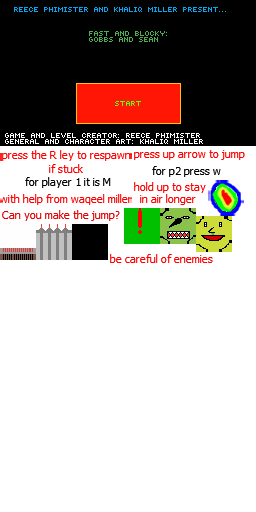 REECE PHIMISTER AND KHALIQ MILLER PRESENT...
FAST AND BLOCKY:
GOBBS AND SEAN
START
GAME AND LEVEL CREATOR: REECE PHIMISTER
GENERAL AND CHARACTER ART: KHALIQ MILLER
press the R ley to respawn
if stuck
for player 1 it is M
with help from waqeel miller
Can you make the jump?
press up arrow to jump
for p2 press w
hold up to stay
in air longer
!
be careful of enemies